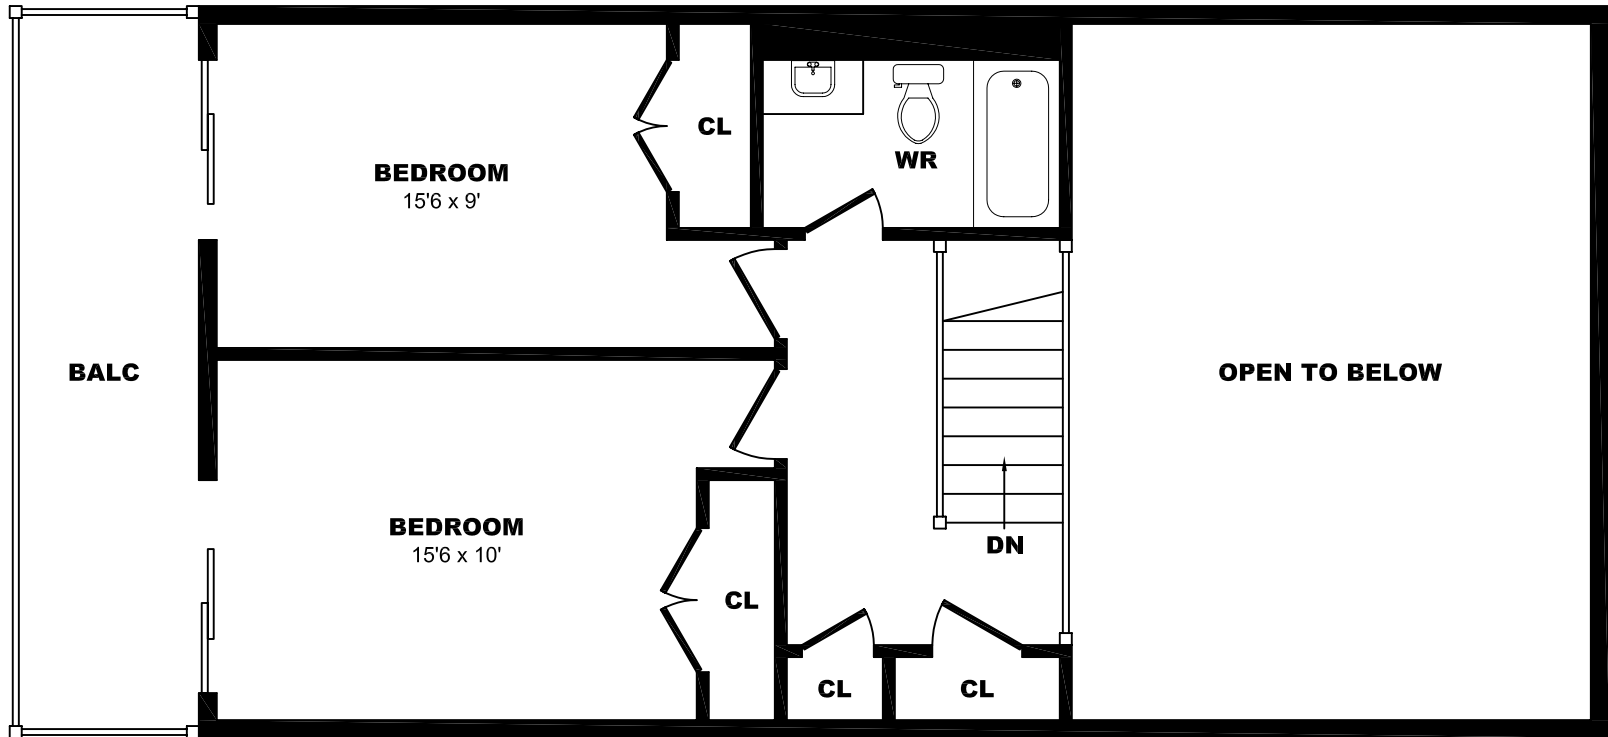 CL
WR
BEDROOM
15'6 x 9'
BALC
OPEN TO BELOW
BEDROOM
15'6 x 10'
DN
CL
CL
CL